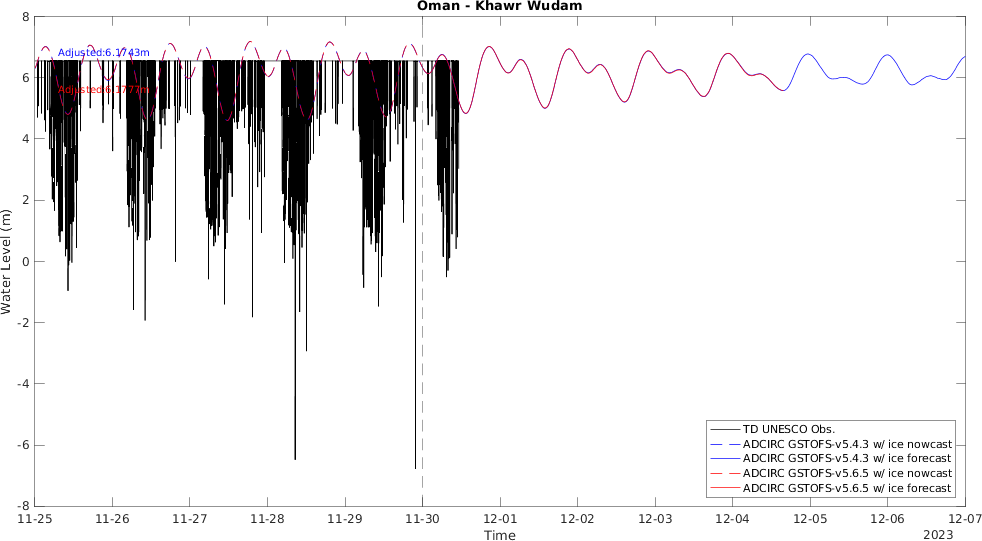 Oman - Khawr Wudam
8
6
4
2
0
-2
-4
-6
-8
Water Level (m)
Adjusted:6.1743m
Adjusted:6.1777m
TD UNESCO Obs.
ADCIRC GSTOFS-v5.4.3 w/ ice nowcast
ADCIRC GSTOFS-v5.4.3 w/ ice forecast
ADCIRC GSTOFS-v5.6.5 w/ ice nowcast
ADCIRC GSTOFS-v5.6.5 w/ ice forecast
11-25 11-26 11-27 11-28 11-29 11-30 12-01 12-02 12-03 12-04 12-05 12-06 12-07
Time
2023